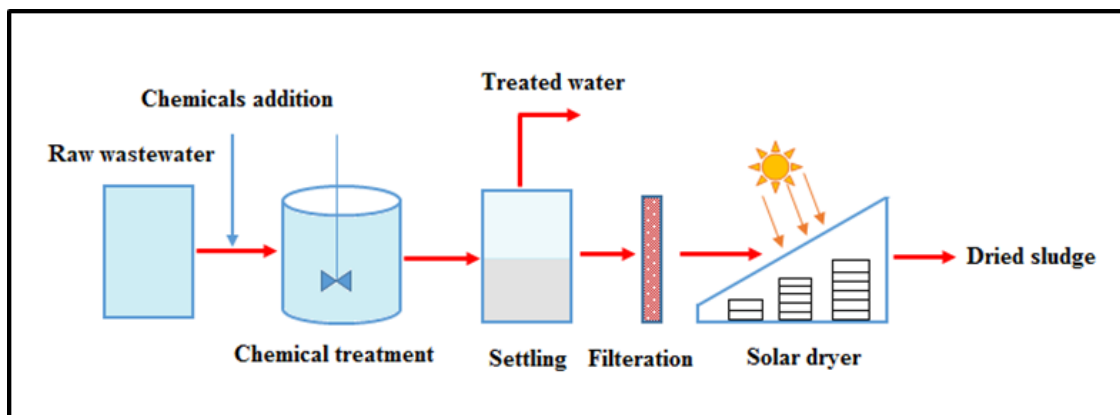 Treated water
Chemicals addition
Raw wastewater
Dried sludge
Chemical treatment
Settling
Filteration
Solar dryer